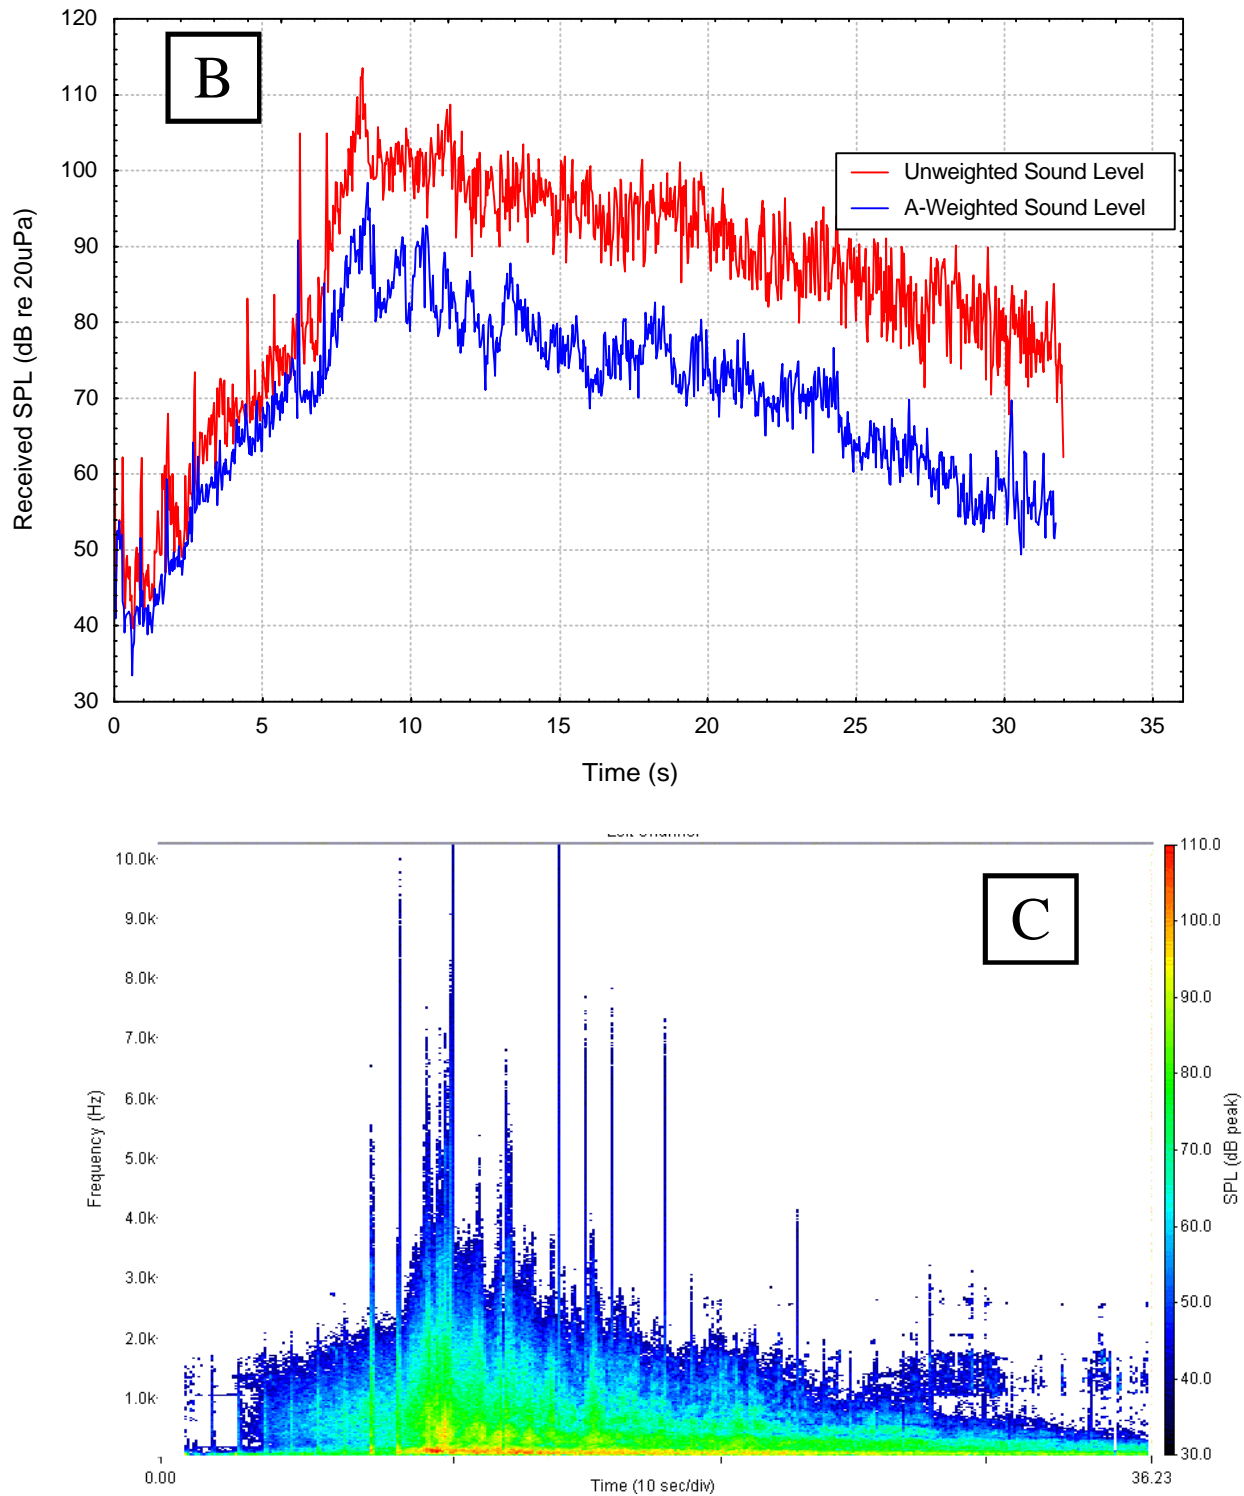 120
110
100
90
80
70
60
50
40
30
Received SPL (dB re 20uPa)
B
Unweighted Sound Level
A-Weighted Sound Level
0 5 10 15 20 25 30 35
Time (s)
C
10.0k
9.0k
8.0k
7.0k
6.0k
5.0k
4.0k
3.0k
2.0k
1.0k
Frequency (Hz)
0.00
Time (10 sec/div)
36.23
110.0
100.0
90.0
80.0
70.0
60.0
50.0
40.0
30.0
SPL (dB peak)